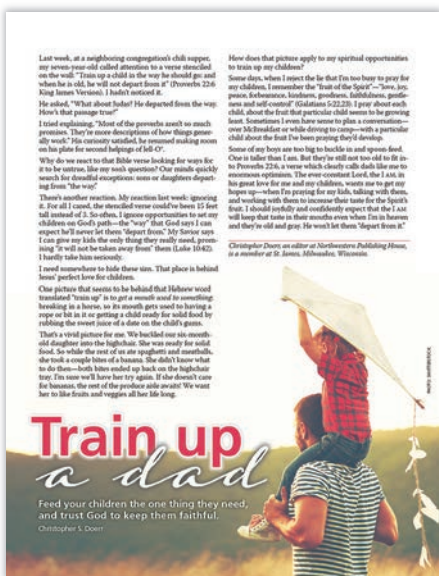 Last week, at a neighboring congregation's chili supper,
my seven-year-old called attention to a verse stenciled
on the wall: "Train up a child in the way he should go: and
when he is old, he will not depart from it" (Proverbs 22:6
King James Version). I hadn't noticed it.
He asked, "What about Judas? He departed from the way.
How's that passage true?"
I tried explaining, "Most of the proverbs aren't so much
promises. They're more descriptions of how things gener-
ally work." His curiosity satisfied, he resumed making room
on his plate for second helpings of Jell-O®.
Why do we react to that Bible verse looking for ways for
it to be untrue, like my son's question? Our minds quickly
search for dreadful exceptions: sons or daughters depart-
ing from "the way."
There's another reaction. My reaction last week: ignoring
it. For all I cared, the stenciled verse could've been 15 feet
tall instead of 5. So often, I ignore opportunities to set my
children on God's path—the "way" that God says I can
expect he'll never let them "depart from." My Savior says
I can give my kids the only thing they really need, prom-
ising "it will not be taken away from" them (Luke 10:42).
I hardly take him seriously.
I need somewhere to hide these sins. That place is behind
Jesus' perfect love for children.
One picture that seems to be behind that Hebrew word
translated "train up" is to get a mouth used to something:
breaking in a horse, so its mouth gets used to having a
rope or bit in it or getting a child ready for solid food by
rubbing the sweet juice of a date on the child's gums.
That's a vivid picture for me. We buckled our six-month-
old daughter into the highchair. She was ready for solid
food. So while the rest of us ate spaghetti and meatballs,
she took a couple bites of a banana. She didn't know what
to do then—both bites ended up back on the highchair
tray. I'm sure we'll have her try again. If she doesn't care
for bananas, the rest of the produce aisle awaits! We want
her to like fruits and veggies all her life long.
How does that picture apply to my spiritual opportunities
to train up my children?
Some days, when I reject the lie that I'm too busy to pray for
my children, I remember the "fruit of the Spirit"—"love, joy,
peace, forbearance, kindness, goodness, faithfulness, gentle-
ness and self-control" (Galatians 5:22,23). I pray about each
child, about the fruit that particular child seems to be growing
least. Sometimes I even have sense to plan a conversation—
over McBreakfast or while driving to camp—with a particular
child about the fruit I've been praying they'll develop.
Some of my boys are too big to buckle in and spoon-feed.
One is taller than I am. But they're still not too old to fit in-
to Proverbs 22:6, a verse which clearly calls dads like me to
enormous optimism. The ever-constant Lord, the I AM, in
his great love for me and my children, wants me to get my
hopes up—when I'm praying for my kids, talking with them,
and working with them to increase their taste for the Spirit's
fruit. I should joyfully and confidently expect that the I AM
will keep that taste in their mouths even when I'm in heaven
and they're old and gray. He won't let them "depart from it."
Christopher Doerr, an editor at Northwestern Publishing House,
is a member at St. James, Milwaukee, Wisconsin.
PHOTO: SHUTTERSTOCK
Train up
a dad
Feed your children the one thing they need,
and trust God to keep them faithful.
Christopher S. Doerr